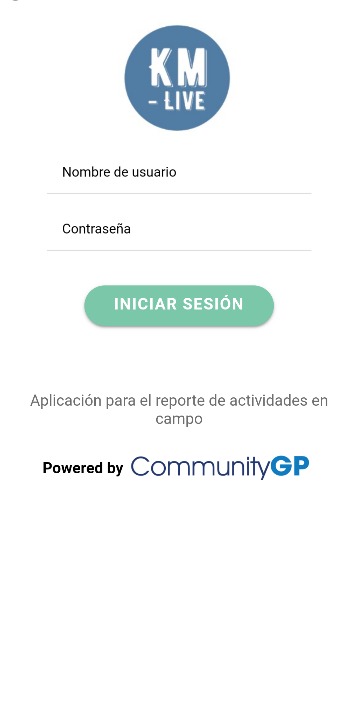 KM
- LIVE
Nombre de usuario
Contraseña
INICIAR SESIÓN
Aplicación para el reporte de actividades en
campo
Powered by CommunityGP